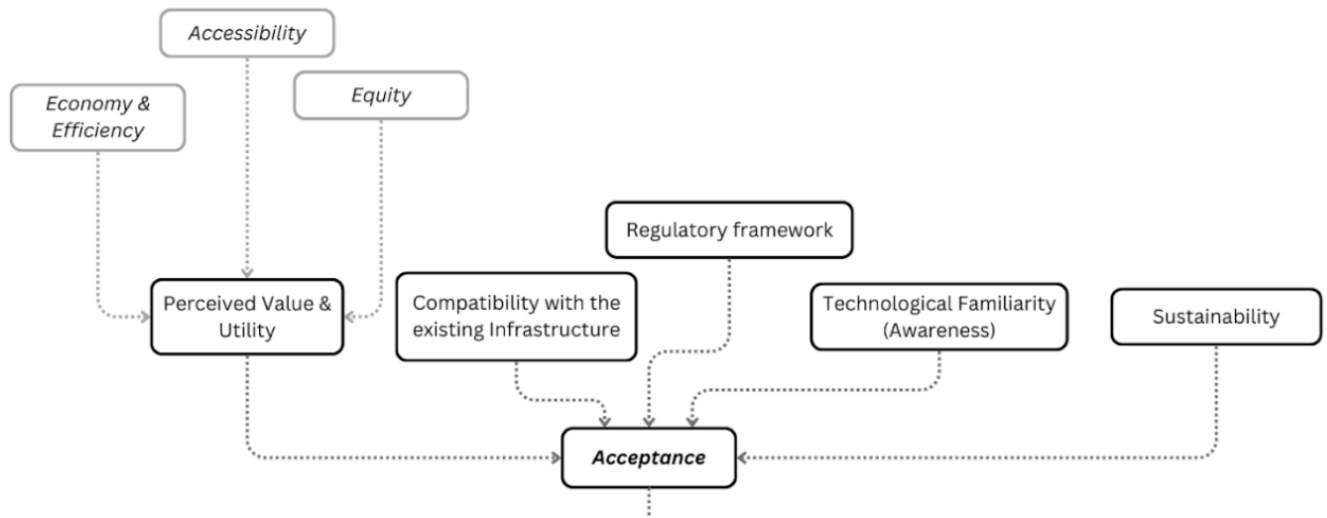 Accessibility
Economy &
Efficiency
Equity
Regulatory framework
Perceived Value &
Utility
Compatibility with the
existing Infrastructure
Technological Familiarity
(Awareness)
Sustainability
Acceptance